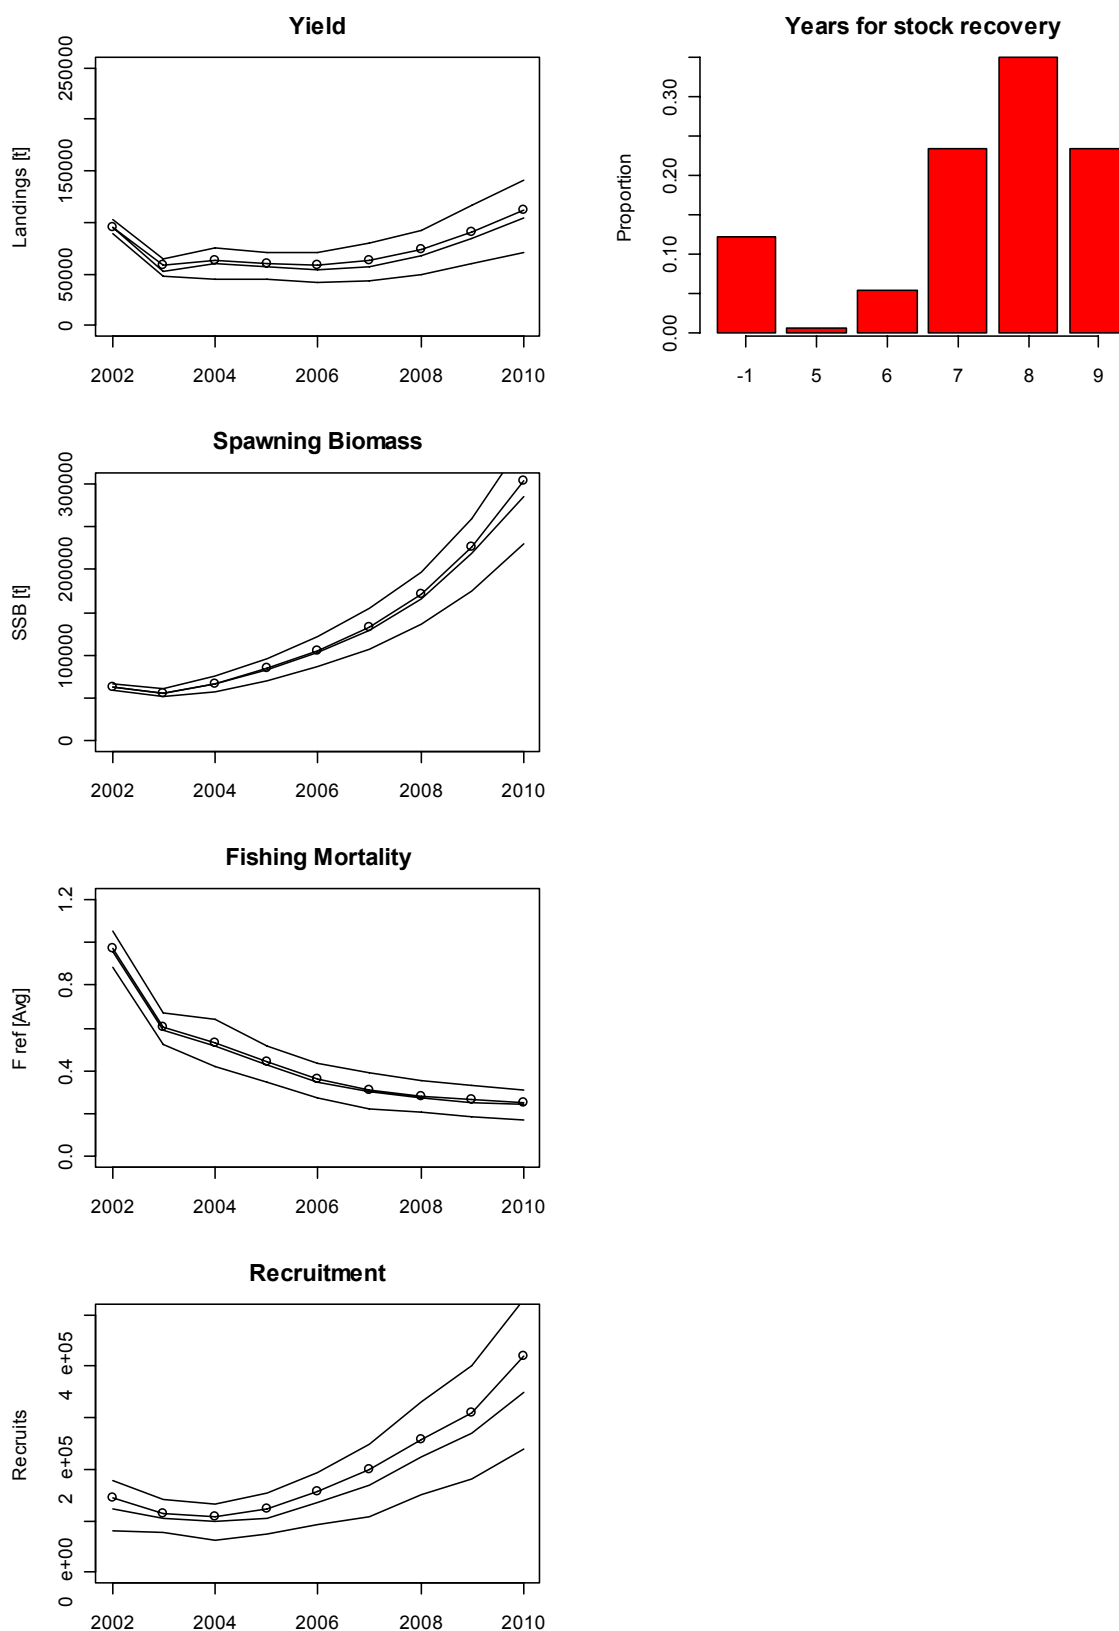 Yield
Landings [t]
250000
150000
50000
0
2002 2004 2006 2008 2010
Years for stock recovery
Proportion
0.30
0.20
0.10
0.00
-1 5 6 7 8 9
Spawning Biomass
SSB [t]
300000
200000
100000
0
2002 2004 2006 2008 2010
Fishing Mortality
F ref [Avg]
1.2
0.8
0.4
0.0
2002 2004 2006 2008 2010
Recruitment
Recruits
4 e+05
2 e+05
0 e+00
2002 2004 2006 2008 2010